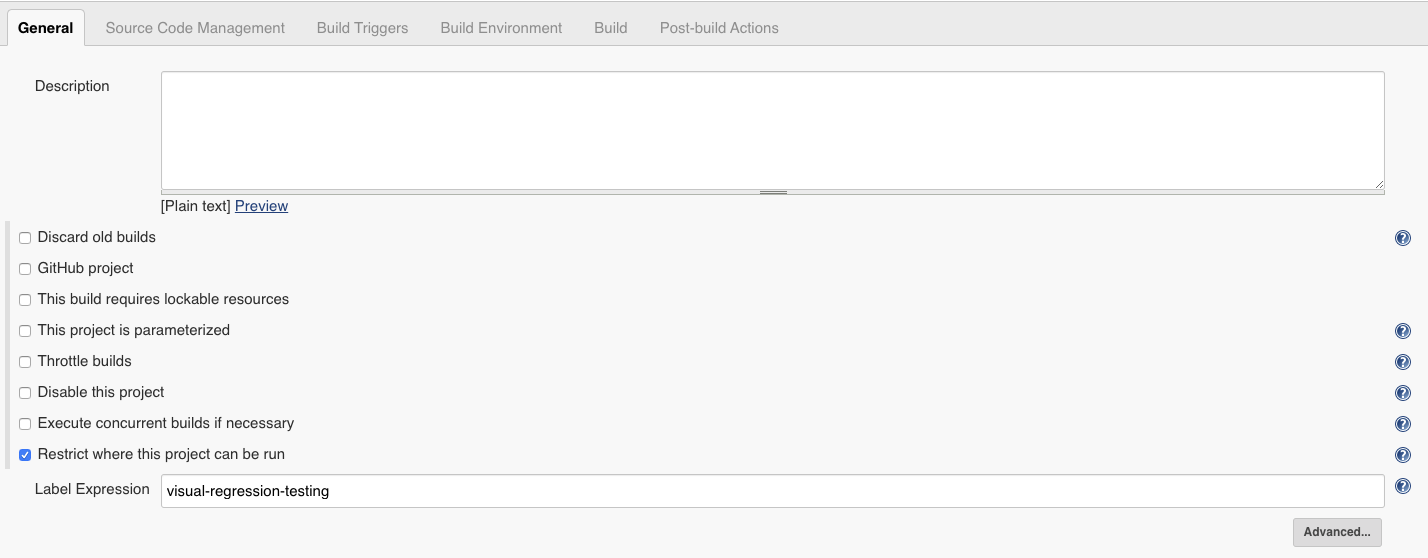 General Source Code Management Build Triggers Build Environment Build Post-build Actions
Description
[Plain text] Preview
Discard old builds
GitHub project
This build requires lockable resources
This project is parameterized
Throttle builds
Disable this project
Execute concurrent builds if necessary
Restrict where this project can be run
Label Expression visual-regression-testing
Advanced...